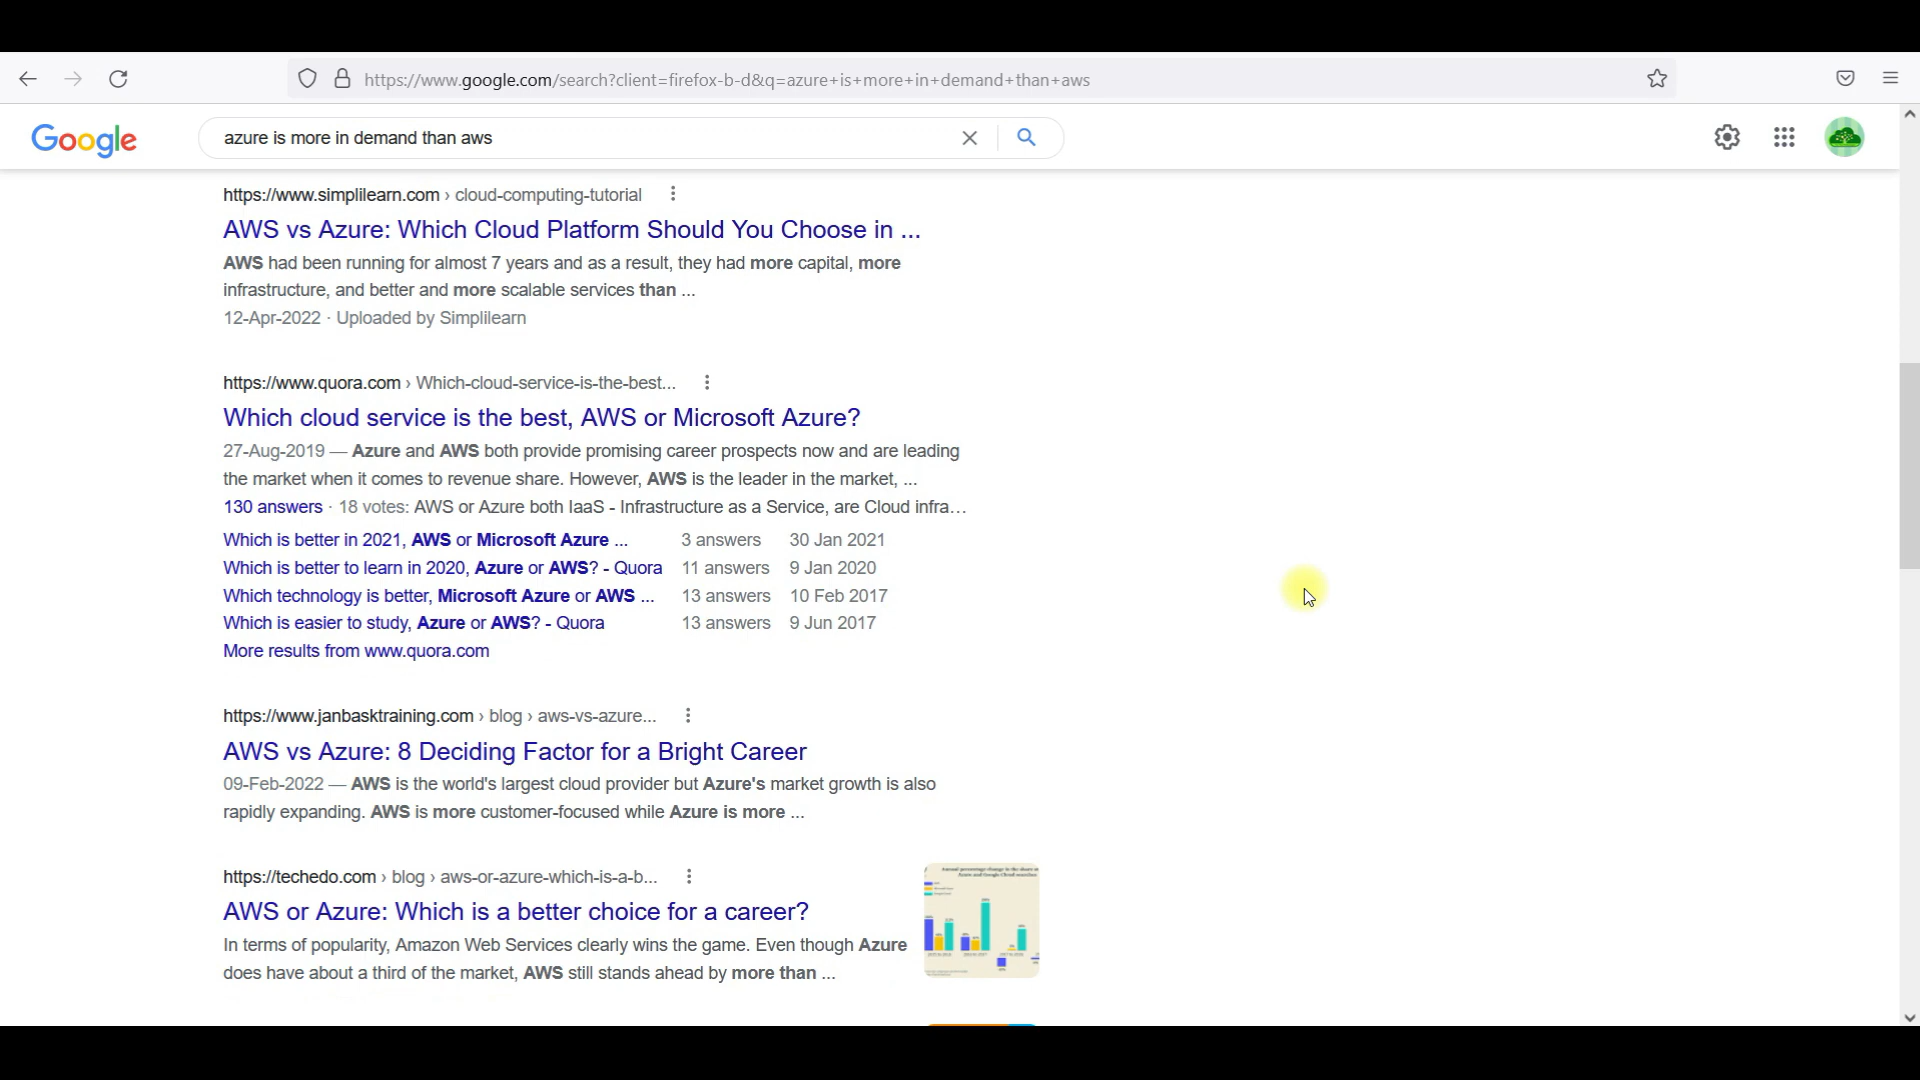 https://www.google.com/search?client=firefox-b-d&q=azure+is+more+in+demand+than+aws
Google
azure is more in demand than aws
https://www.simplilearn.com › cloud-computing-tutorial
AWS vs Azure: Which Cloud Platform Should You Choose in ...
AWS had been running for almost 7 years and as a result, they had more capital, more
infrastructure, and better and more scalable services than ...
12-Apr-2022 · Uploaded by Simplilearn
https://www.quora.com › Which-cloud-service-is-the-best...
Which cloud service is the best, AWS or Microsoft Azure?
27-Aug-2019 — Azure and AWS both provide promising career prospects now and are leading
the market when it comes to revenue share. However, AWS is the leader in the market, ...
130 answers · 18 votes: AWS or Azure both IaaS - Infrastructure as a Service, are Cloud infra...
Which is better in 2021, AWS or Microsoft Azure ... 3 answers 30 Jan 2021
Which is better to learn in 2020, Azure or AWS? - Quora 11 answers 9 Jan 2020
Which technology is better, Microsoft Azure or AWS ... 13 answers 10 Feb 2017
Which is easier to study, Azure or AWS? - Quora 13 answers 9 Jun 2017
More results from www.quora.com
https://www.janbasktraining.com › blog › aws-vs-azure...
AWS vs Azure: 8 Deciding Factor for a Bright Career
09-Feb-2022 — AWS is the world's largest cloud provider but Azure's market growth is also
rapidly expanding. AWS is more customer-focused while Azure is more ...
https://techedo.com › blog › aws-or-azure-which-is-a-b...
AWS or Azure: Which is a better choice for a career?
In terms of popularity, Amazon Web Services clearly wins the game. Even though Azure
does have about a third of the market, AWS still stands ahead by more than ...
Annual percentage change in the share
Azure and Google Cloud